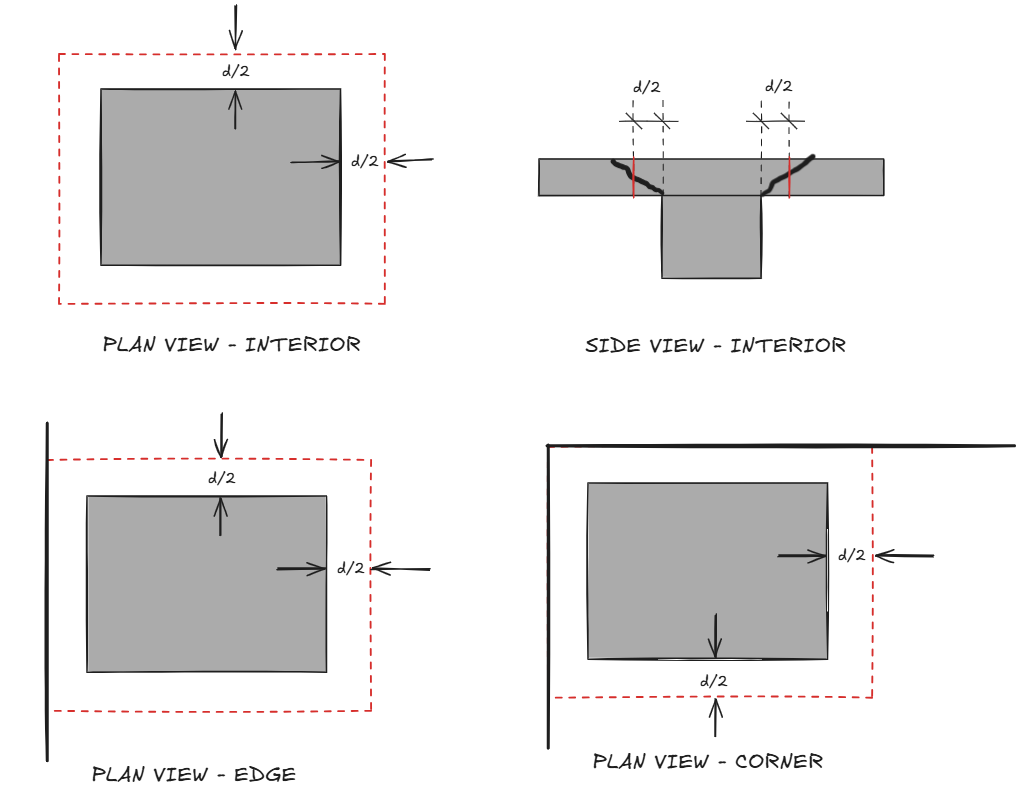 d/2
d/2
PLAN VIEW - INTERIOR
d/2
d/2
SIDE VIEW - INTERIOR
d/2
d/2
PLAN VIEW - EDGE
d/2
d/2
PLAN VIEW - CORNER